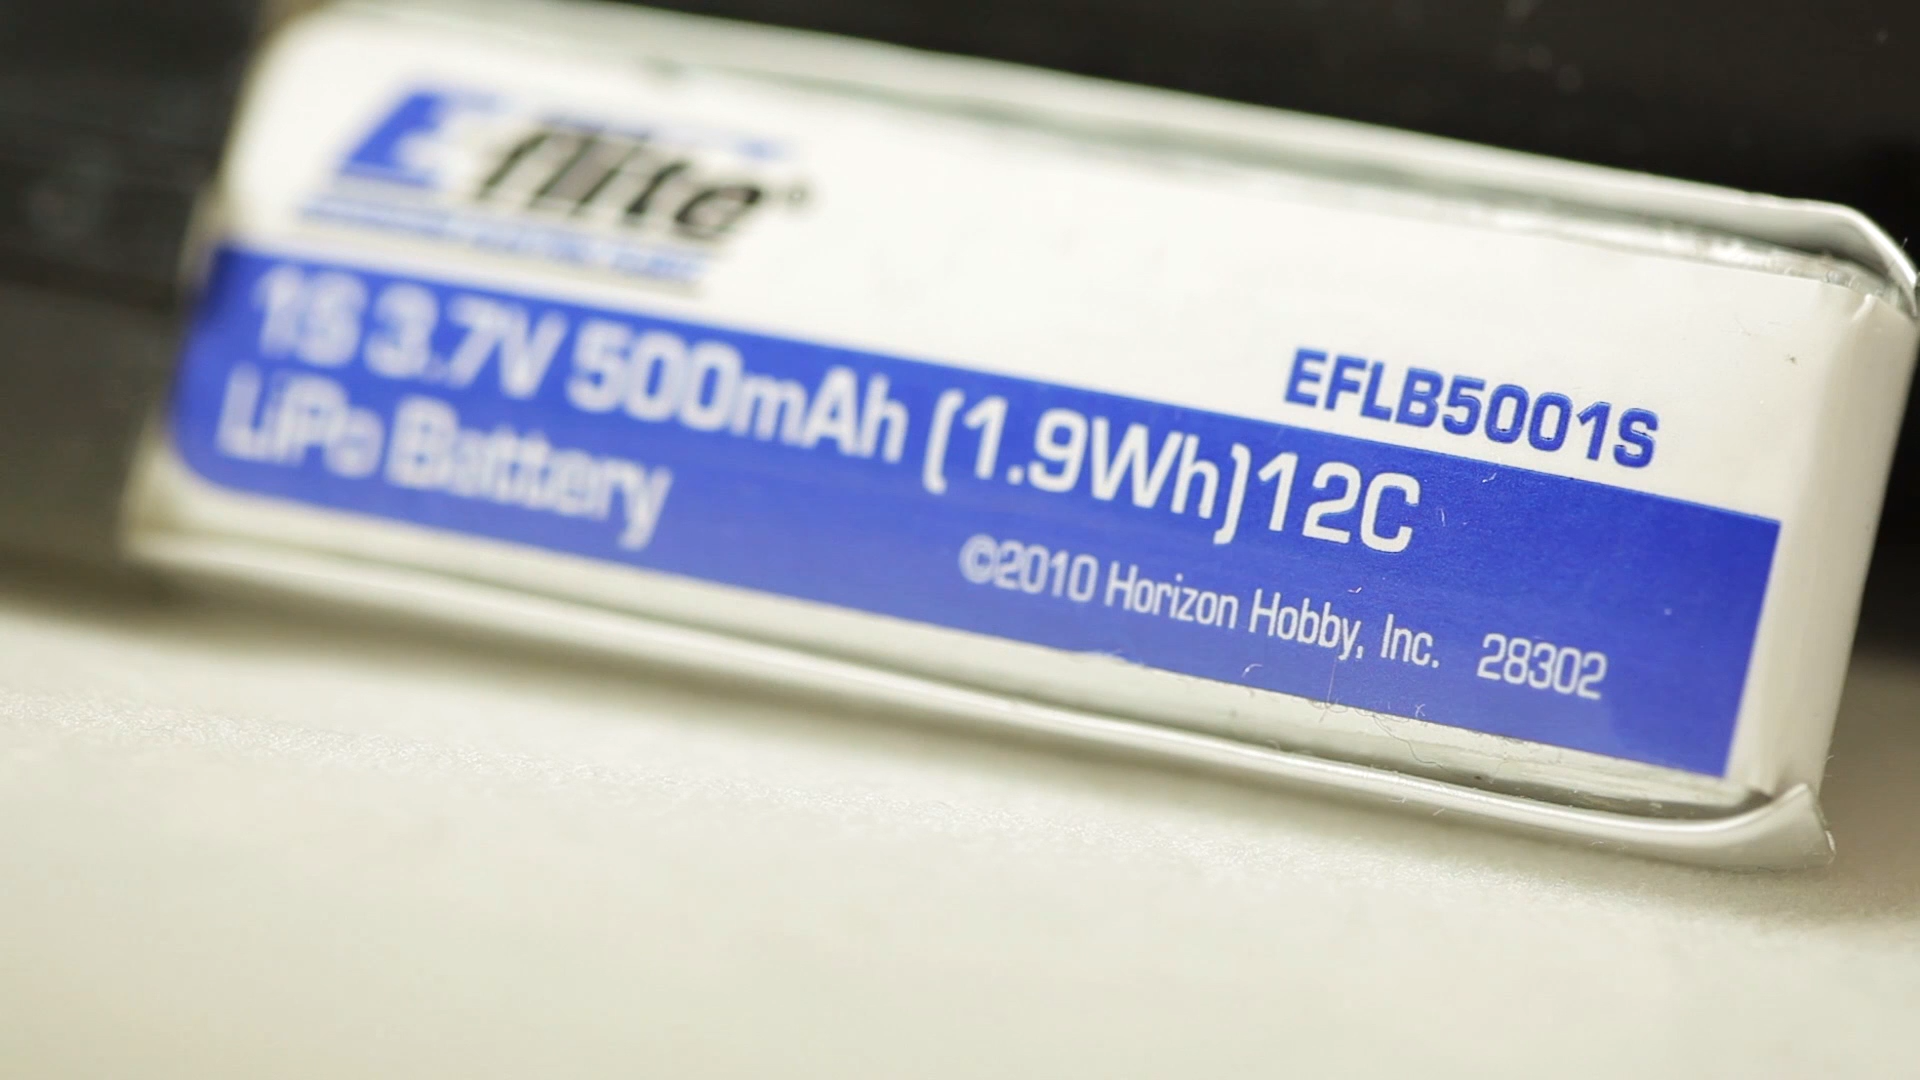 E flite®
EFLB5001S
1S 3.7V 500mAh (1.9Wh)12C
LiPo Battery
©2010 Horizon Hobby, Inc. 28302